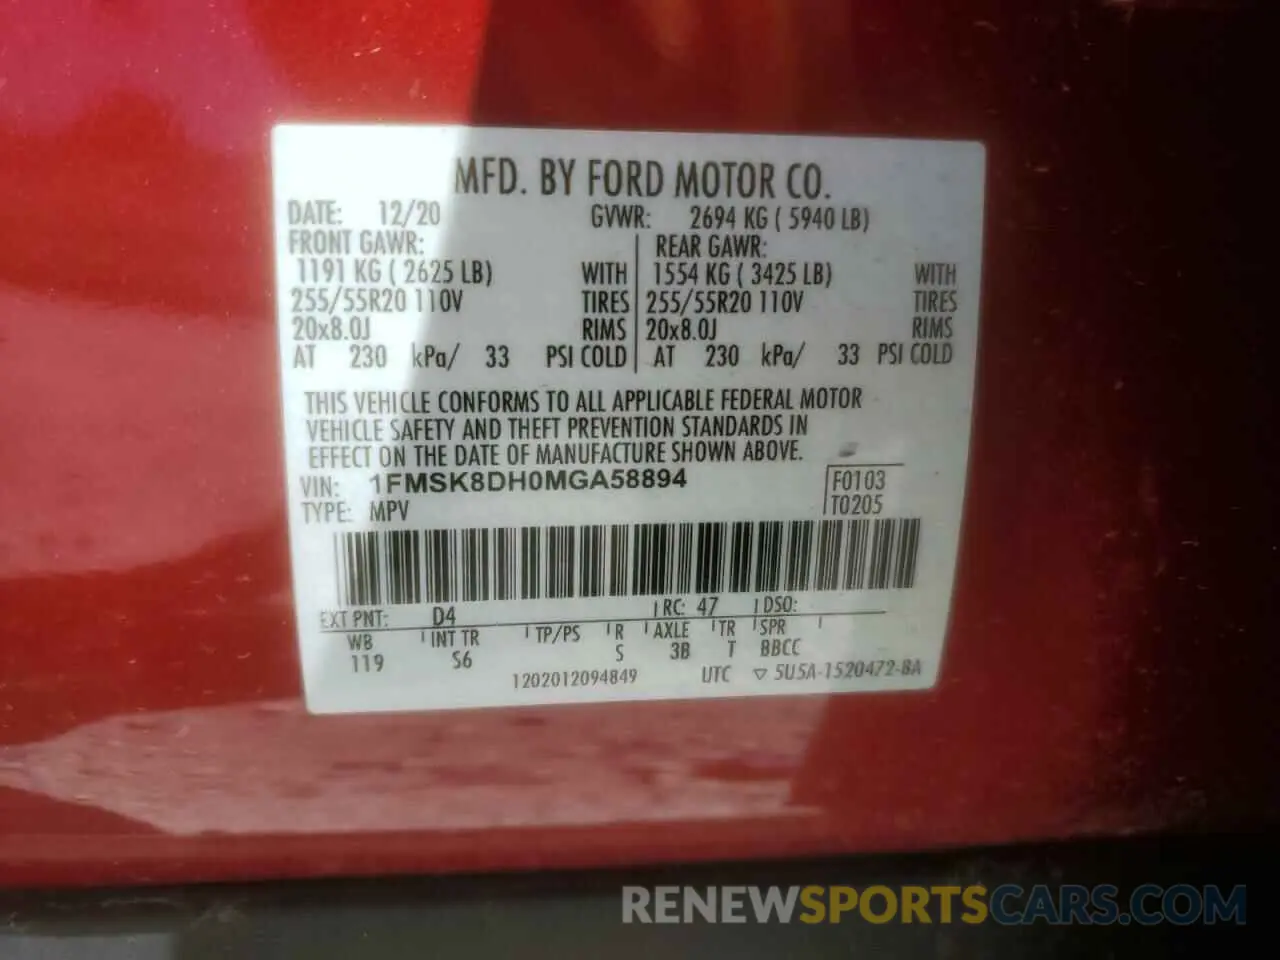 MFD. BY FORD MOTOR CO.
DATE: 12/20 GVWR: 2694 KG ( 5940 LB)
FRONT GAWR: REAR GAWR:
1191 KG ( 2625 LB) WITH 1554 KG ( 3425 LB) WITH
255/55R20 110V TIRES 255/55R20 110V TIRES
20x8.0J RIMS 20x8.0J RIMS
AT 230 kPa/ 33 PSI COLD AT 230 kPa/ 33 PSI COLD
THIS VEHICLE CONFORMS TO ALL APPLICABLE FEDERAL MOTOR
VEHICLE SAFETY AND THEFT PREVENTION STANDARDS IN
EFFECT ON THE DATE OF MANUFACTURE SHOWN ABOVE.
VIN: 1FMSK8DH0MGA58894 F0103
TYPE: MPV T0205
EXT PNT: D4 RC: 47 DSO:
WB INT TR TP/PS R AXLE TR SPR
119 S6 S 3B T BBCC
1202012094849 UTC ▽ 5U5A-1520472-BA
RENEWSPORTSCARS.COM